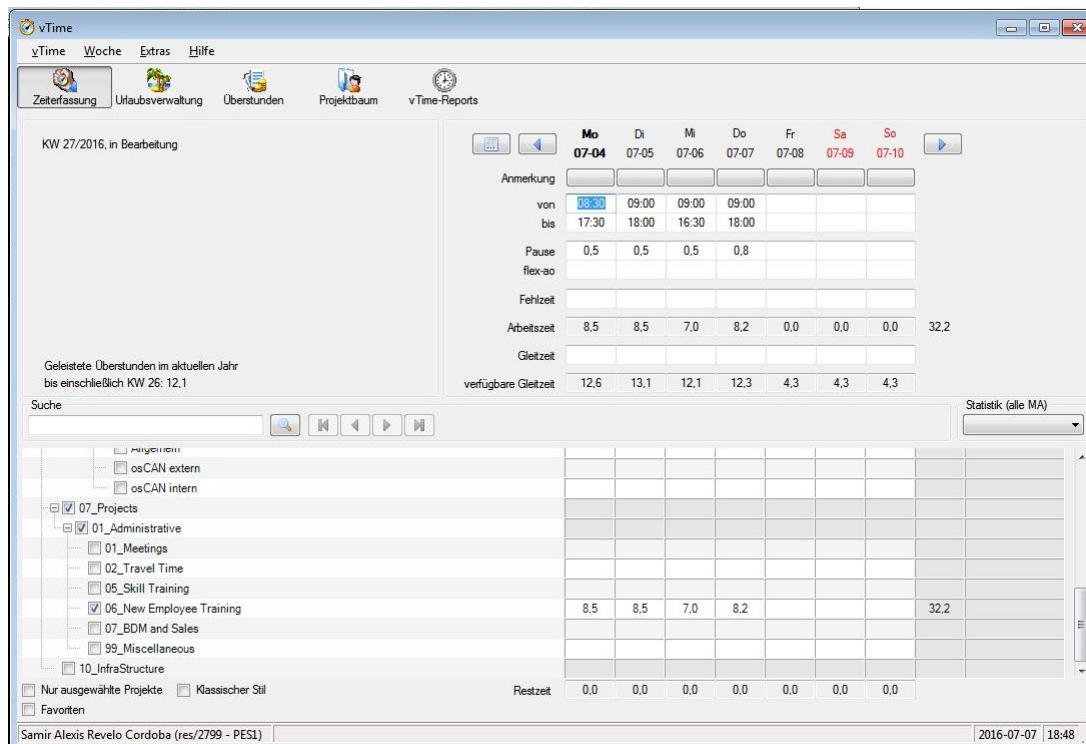 vTime
vTime Woche Extras Hilfe
Zeiterfassung Urlaubsverwaltung Überstunden Projektbaum vTime-Reports
KW 27/2016, in Bearbeitung
Mo Di Mi Do Fr Sa So
07-04 07-05 07-06 07-07 07-08 07-09 07-10
Anmerkung
von 08:30 09:00 09:00 09:00
bis 17:30 18:00 16:30 18:00
Pause 0,5 0,5 0,5 0,8
flex-ao
Fehlzeit
Arbeitszeit 8,5 8,5 7,0 8,2 0,0 0,0 0,0 32,2
Gleitzeit
verfügbare Gleitzeit 12,6 13,1 12,1 12,3 4,3 4,3 4,3
Geleistete Überstunden im aktuellen Jahr
bis einschließlich KW 26: 12,1
Suche
Statistik (alle MA)
Allgemein
osCAN extern
osCAN intern
07_Projects
01_Administrative
01_Meetings
02_Travel Time
05_Skill Training
06_New Employee Training 8,5 8,5 7,0 8,2 32,2
07_BDM and Sales
99_Miscellaneous
10_InfraStructure
Nur ausgewählte Projekte Klassischer Stil Restzeit 0,0 0,0 0,0 0,0 0,0 0,0 0,0
Favoriten
Samir Alexis Revelo Cordoba (res/2799 - PES1) 2016-07-07 18:48